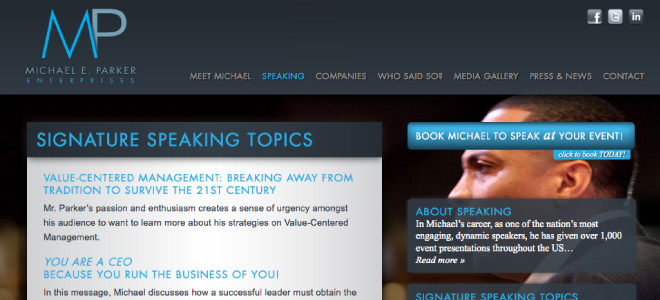 MP
MICHAEL E. PARKER
ENTERPRISES
MEET MICHAEL SPEAKING COMPANIES WHO SAID SO? MEDIA GALLERY PRESS & NEWS CONTACT
SIGNATURE SPEAKING TOPICS
VALUE-CENTERED MANAGEMENT: BREAKING AWAY FROM
TRADITION TO SURVIVE THE 21ST CENTURY
Mr. Parker's passion and enthusiasm creates a sense of urgency amongst
his audience to want to learn more about his strategies on Value-Centered
Management.
YOU ARE A CEO
BECAUSE YOU RUN THE BUSINESS OF YOU!
In this message, Michael discusses how a successful leader must obtain the
BOOK MICHAEL TO SPEAK at YOUR EVENT!
click to book TODAY!
ABOUT SPEAKING
In Michael's career, as one of the nation's most
engaging, dynamic speakers, he has given over 1,000
event presentations throughout the US...
Read more »
SIGNATURE SPEAKING TOPICS